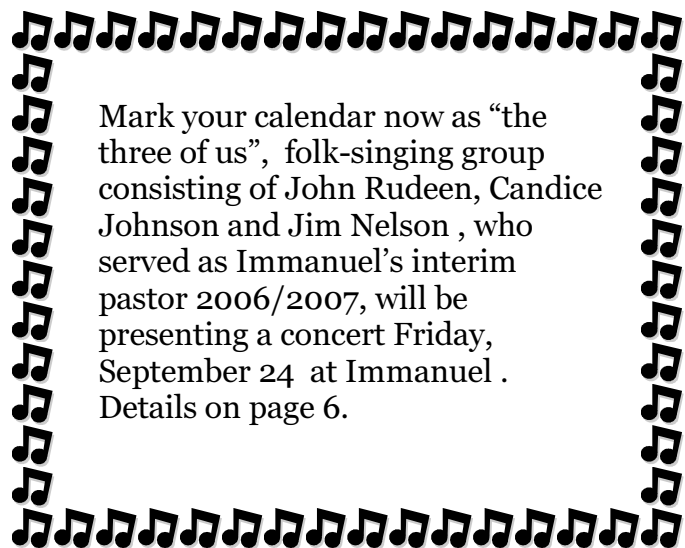 Mark your calendar now as “the
three of us”,  folk-singing group
consisting of John Rudeen, Candice
Johnson and Jim Nelson , who
served as Immanuel’s interim
pastor 2006/2007, will be
presenting a concert Friday,
September 24  at Immanuel .
Details on page 6.